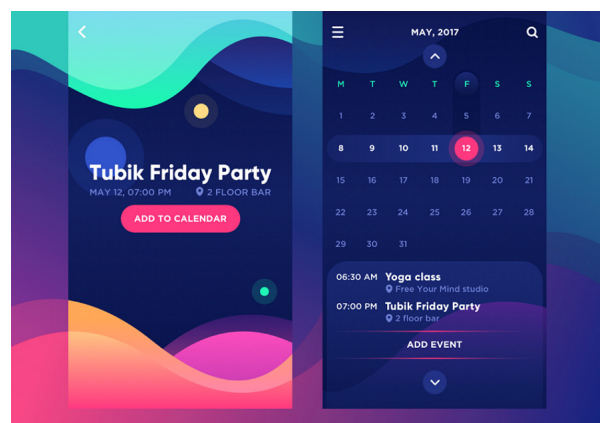 Tubik Friday Party
MAY 12, 07:00 PM 2 FLOOR BAR
ADD TO CALENDAR
MAY, 2017
M T W T F S S
1 2 3 4 5 6 7
8 9 10 11 12 13 14
15 16 17 18 19 20 21
22 23 24 25 26 27 28
29 30 31
06:30 AM Yoga class
Free Your Mind studio
07:00 PM Tubik Friday Party
2 floor bar
ADD EVENT